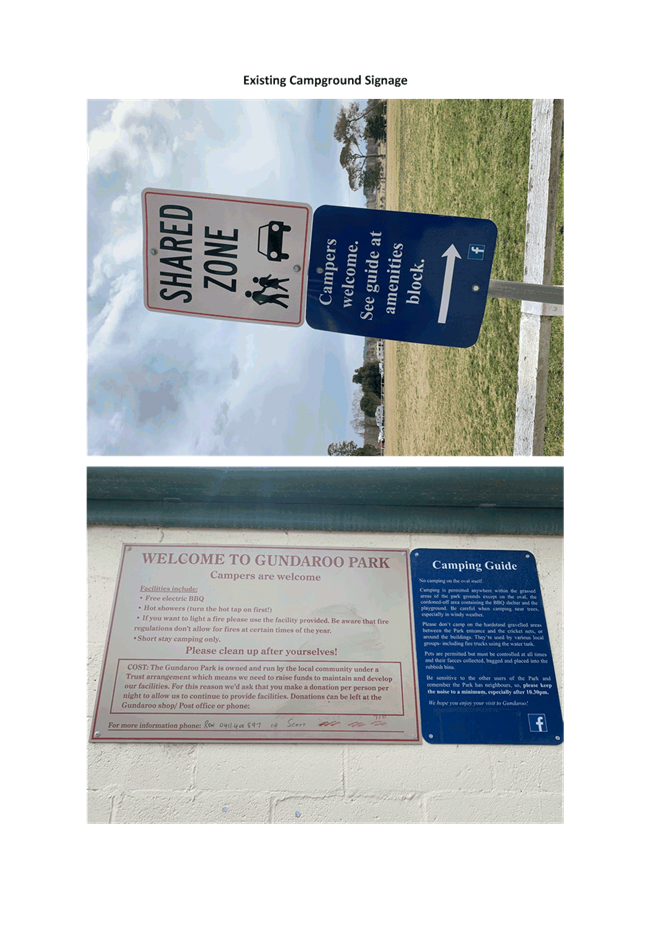 Existing Campground Signage
SHARED
ZONE
Campers
welcome.
See guide at
amenities
block.
f
WELCOME TO GUNDAROO PARK
Campers are welcome
Facilities include:
• Free electric BBQ
• Hot showers (turn the hot tap on first!)
• If you want to light a fire please use the facility provided. Be aware that fire
regulations don't allow for fires at certain times of the year.
•Short stay camping only.
Please clean up after yourselves!
COST: The Gundaroo Park is owned and run by the local community under a
Trust arrangement which means we need to raise funds to maintain and develop
our facilities. For this reason we'd ask that you make a donation per person per
night to allow us to continue to provide facilities. Donations can be left at the
Gundaroo shop/ Post office or phone:
For more information phone:
Camping Guide
No camping on the oval itself.
Camping is permitted anywhere within the grassed
areas of the park grounds except on the oval, the
cordoned-off area containing the BBQ shelter and the
playground. Be careful when camping near trees,
especially in windy weather.
Please don't camp on the hardstand gravelled areas
between the Park entrance and the cricket nets, or
around the buildings. They're used by various local
groups- including fire trucks using the water tank.
Pets are permitted but must be controlled at all times
and their faeces collected, bagged and placed into the
rubbish bins.
Be sensitive to the other users of the Park and
remember the Park has neighbours, so, please keep
the noise to a minimum, especially after 10.30pm.
We hope you enjoy your visit to Gundaroo!
f